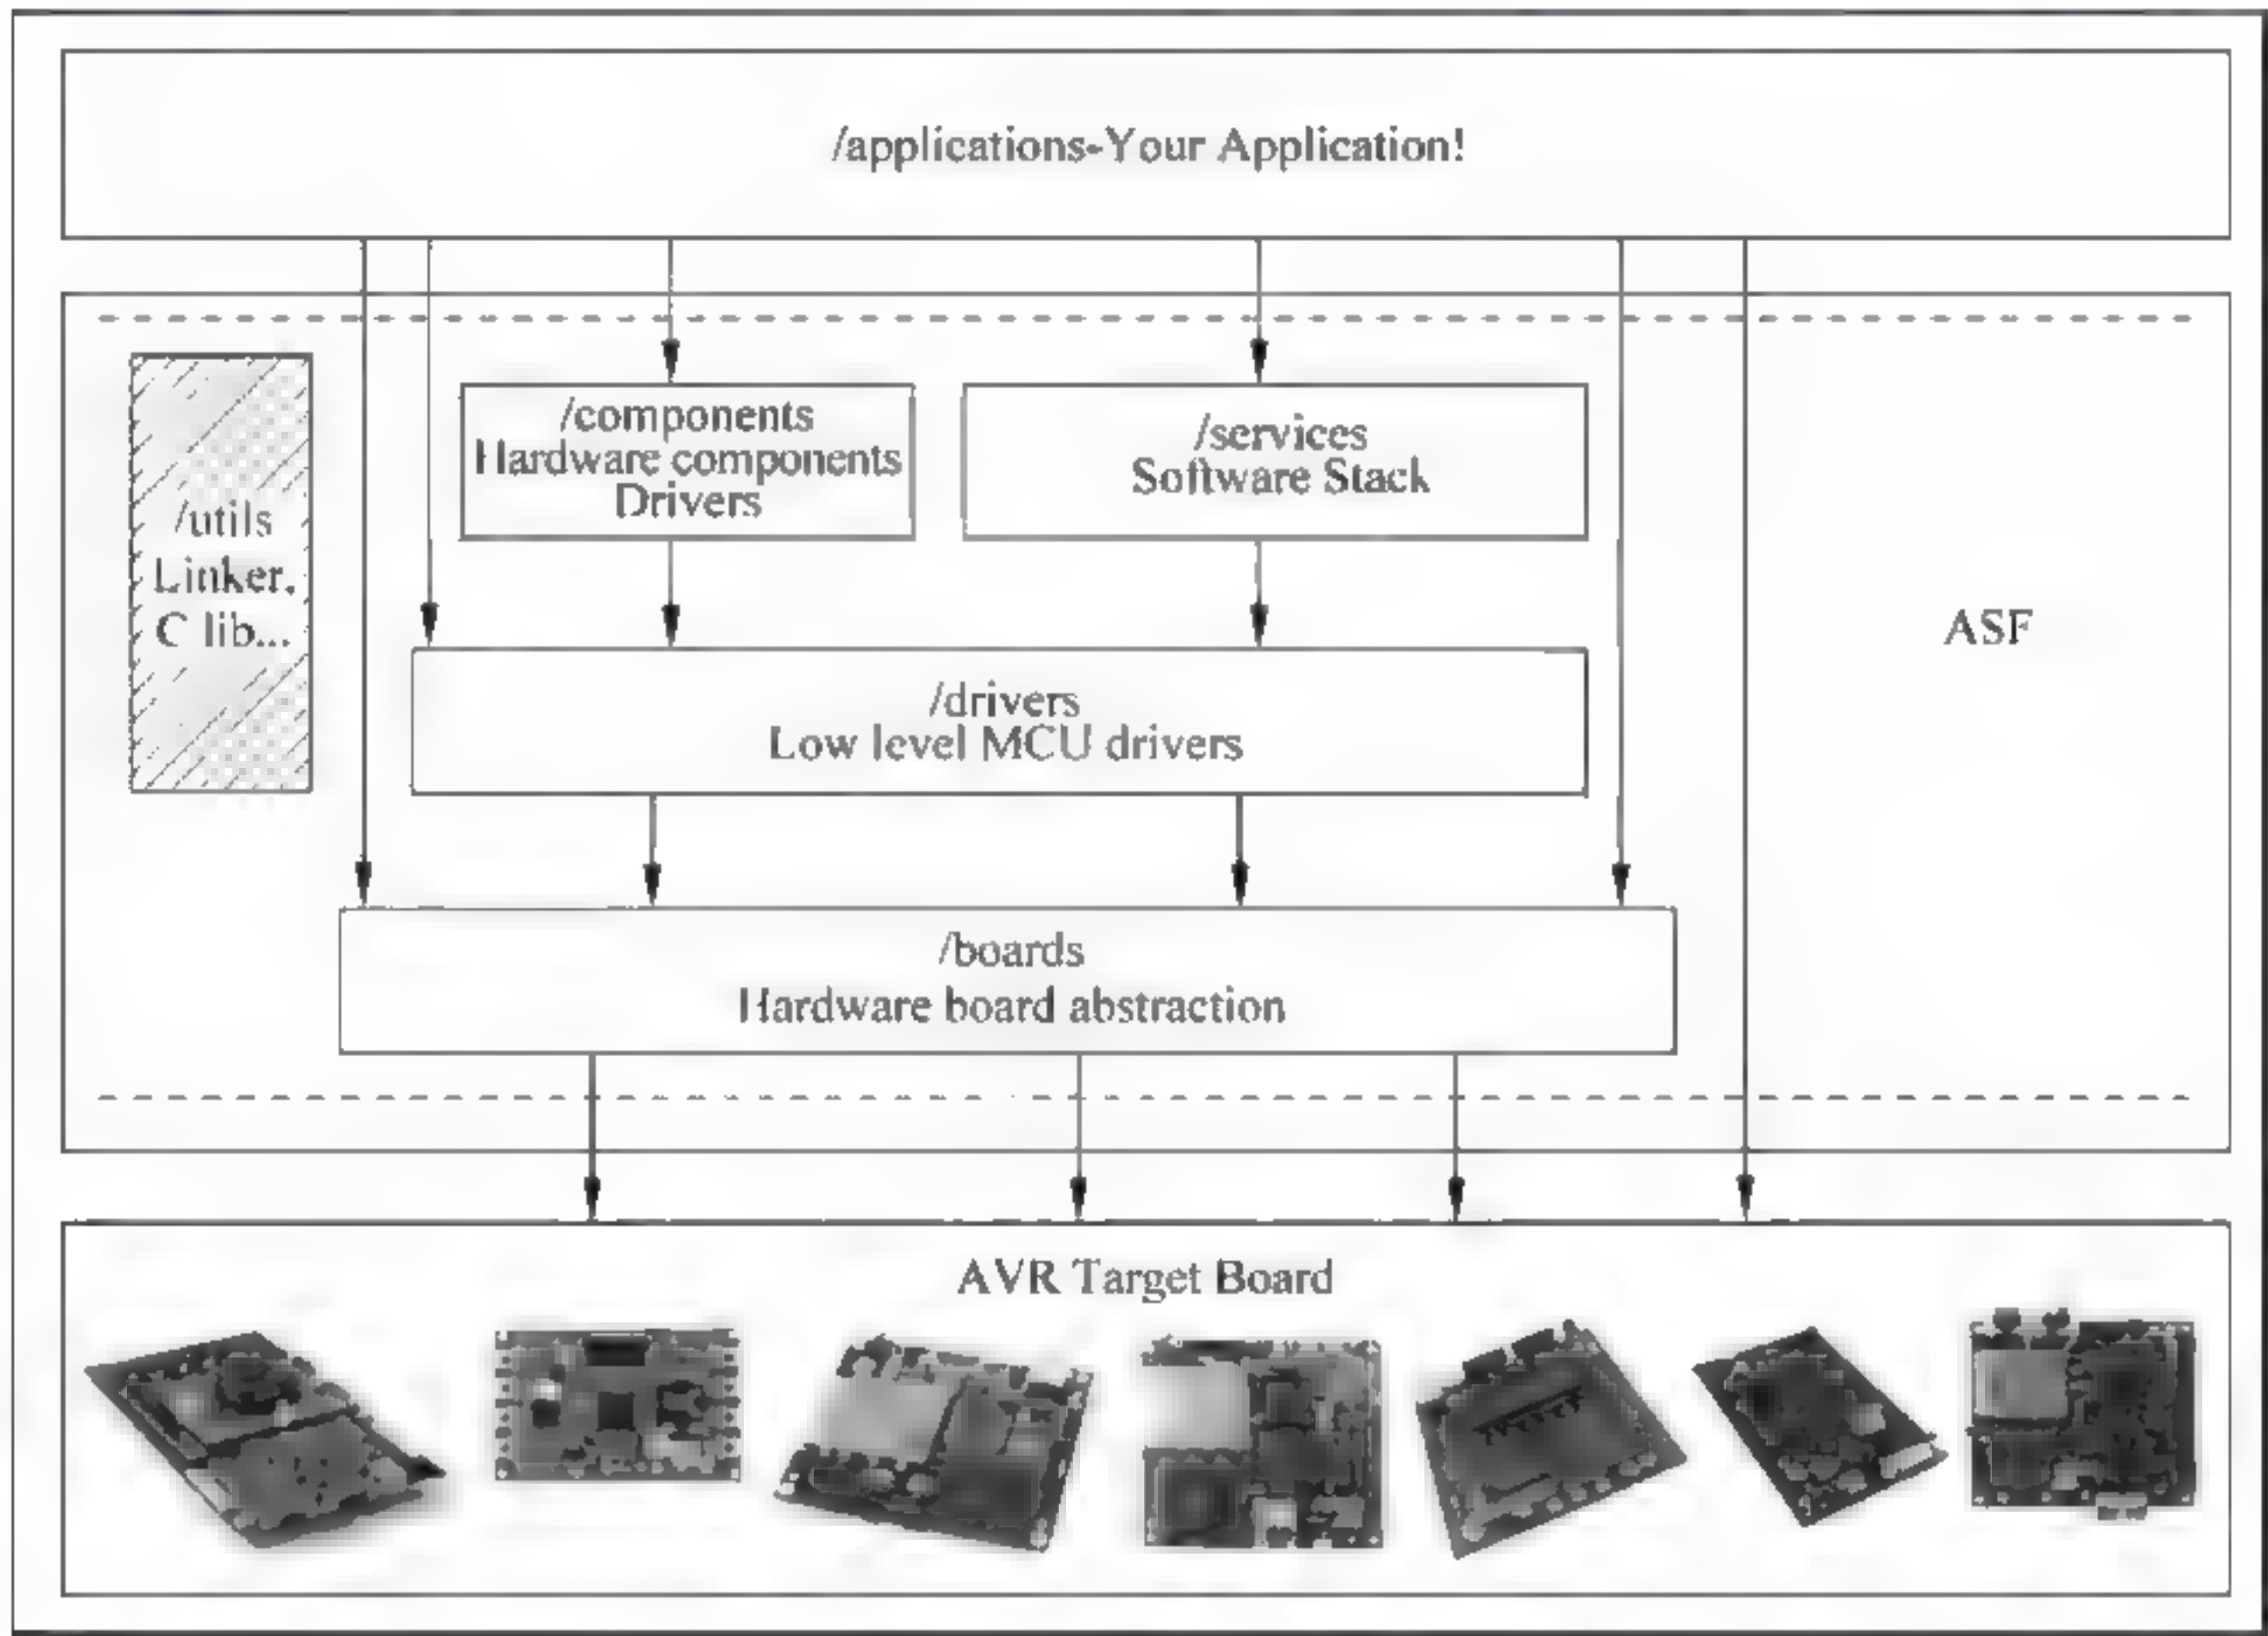 /applications-Your Application!
/components
Hardware components
Drivers
/services
Software Stack
/utils
Linker,
C lib...
ASF
/drivers
Low level MCU drivers
/boards
Hardware board abstraction
AVR Target Board